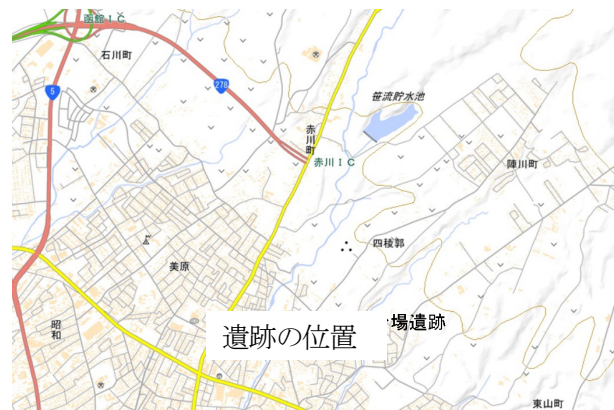 函館IC
石川町
5
278
笹流貯水池
赤川町
赤川IC
陣川町
四稜郭
美原
昭和
場遺跡
遺跡の位置
東山町